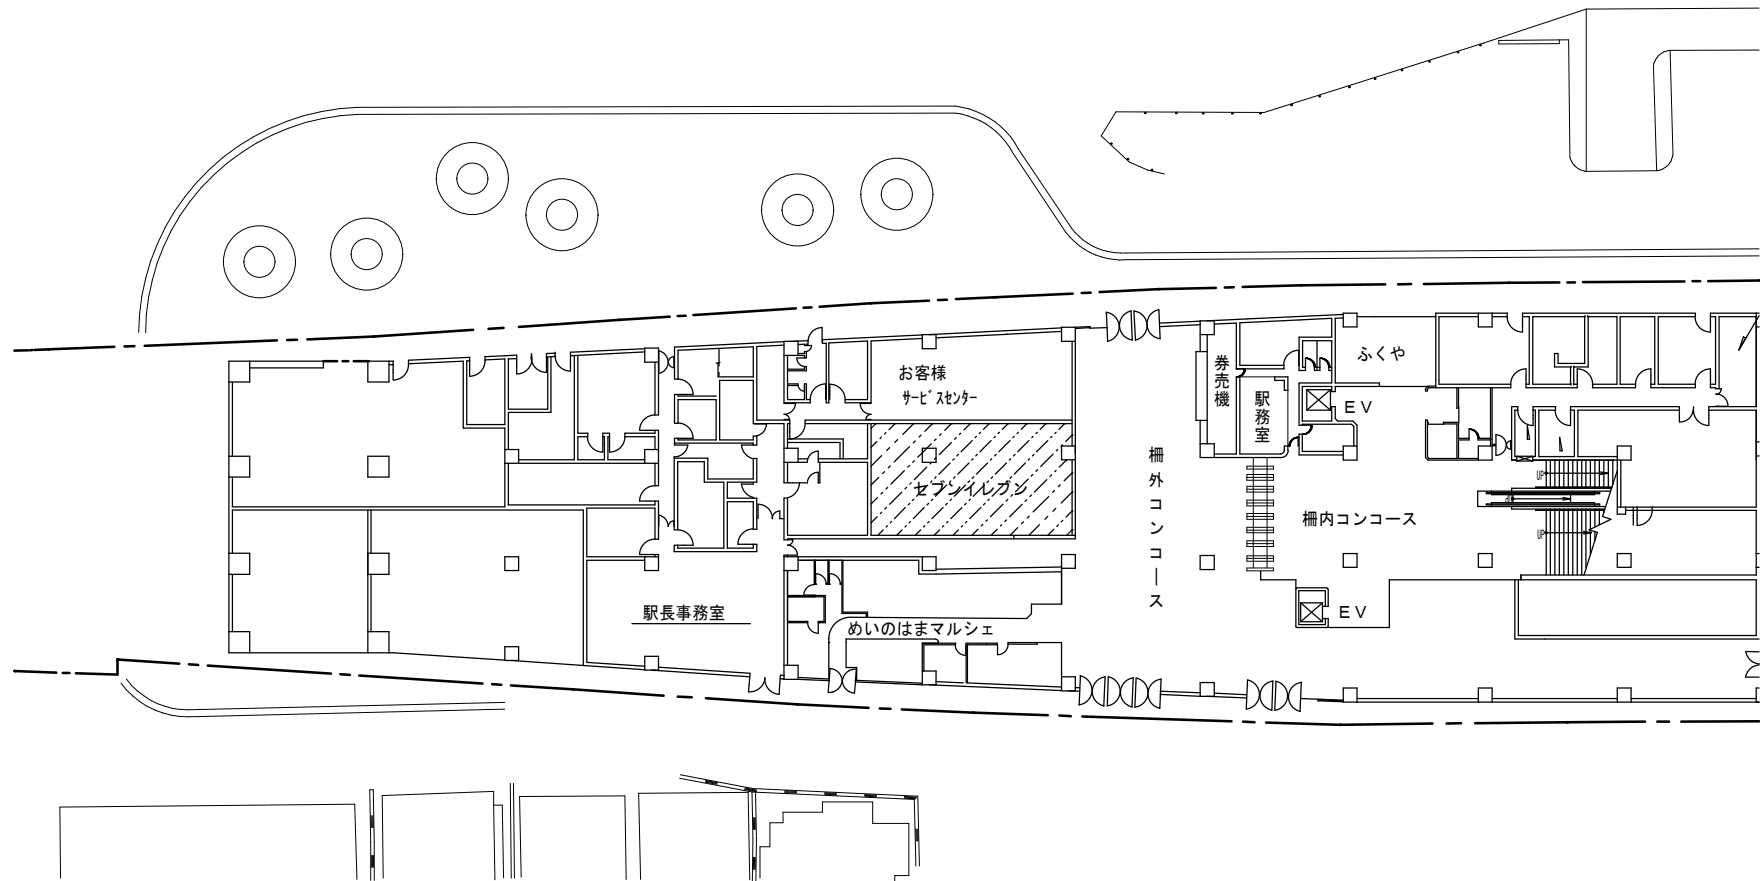 お客様
サービスセンター
セブンイレブン
駅長事務室
めいのはまマルシェ
柵外コンコース
券売機
駅務室
ふくや
EV
柵内コンコース
EV
UP
UP